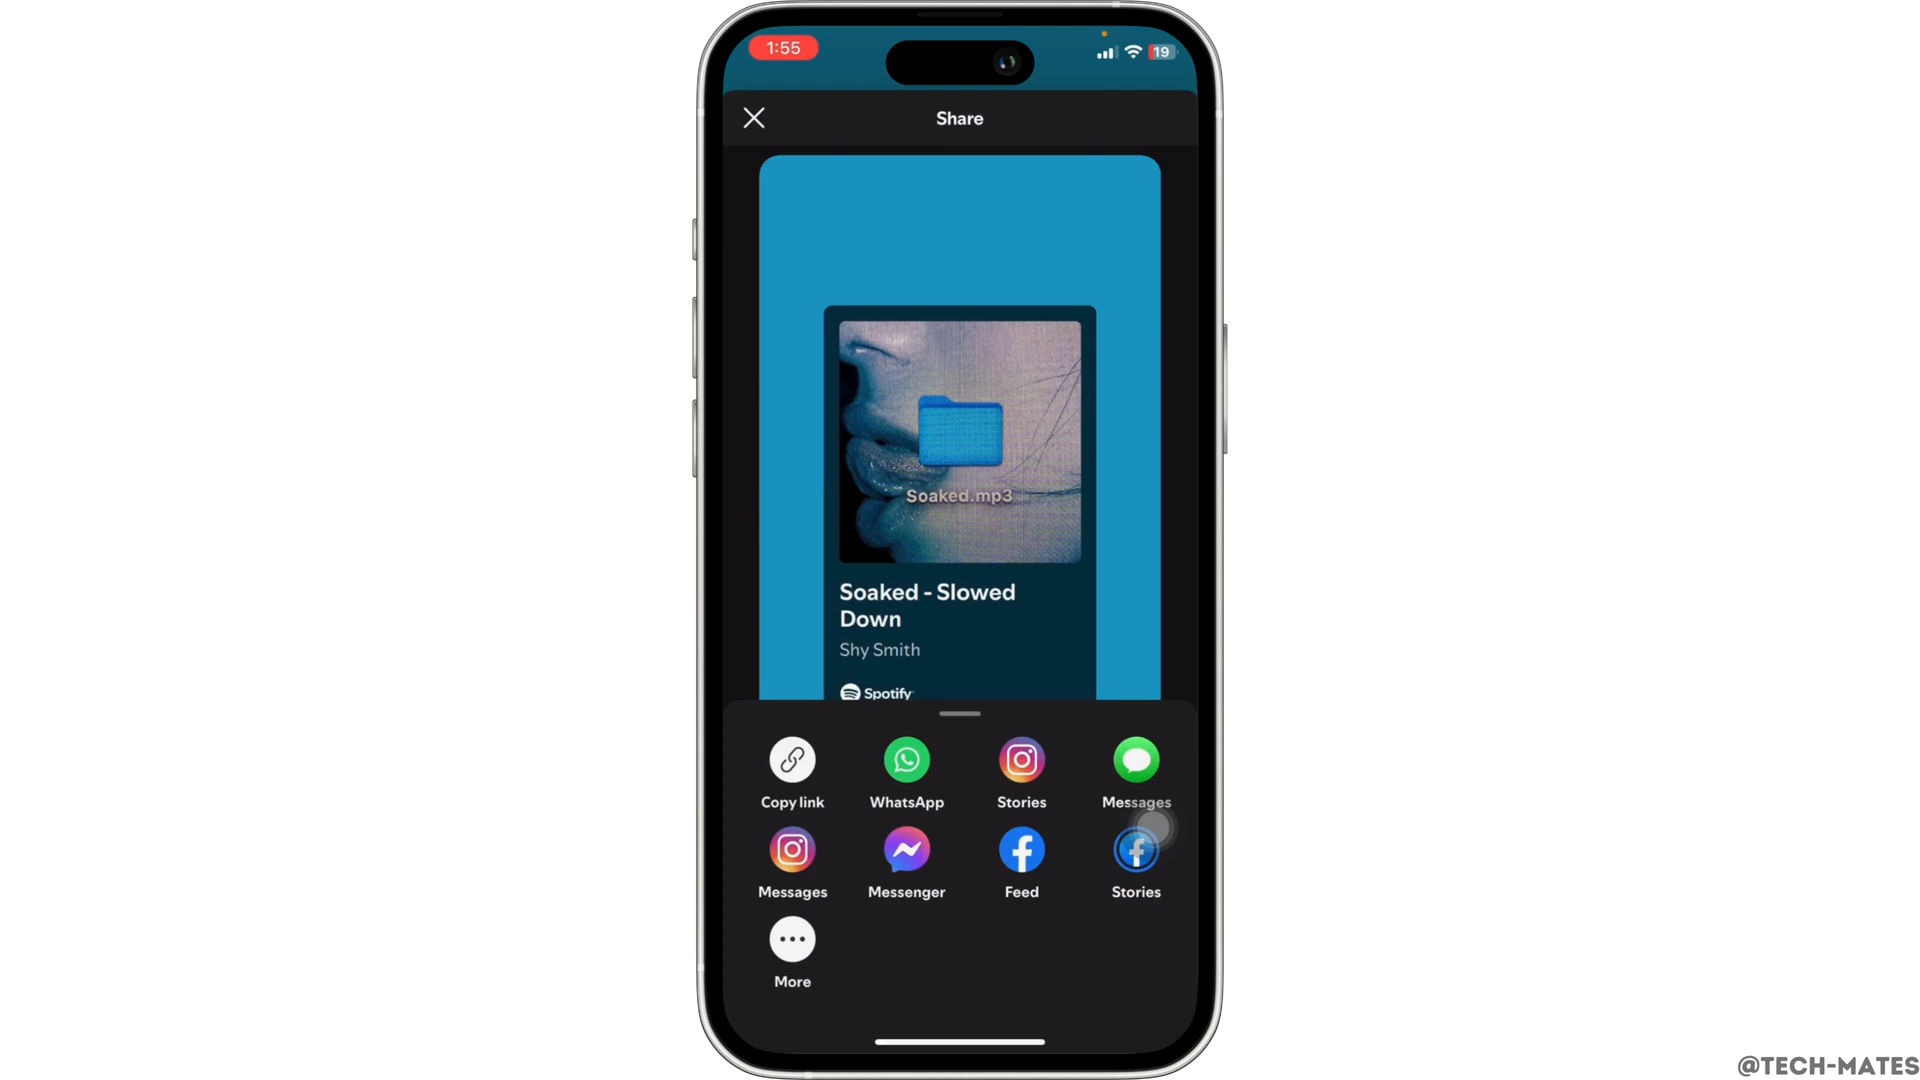 1:55
19
Share
Soaked.mp3
Soaked - Slowed
Down
Shy Smith
Spotify
Copy link
WhatsApp
Stories
Messages
Messages
Messenger
Feed
Stories
More
@TECH-MATES